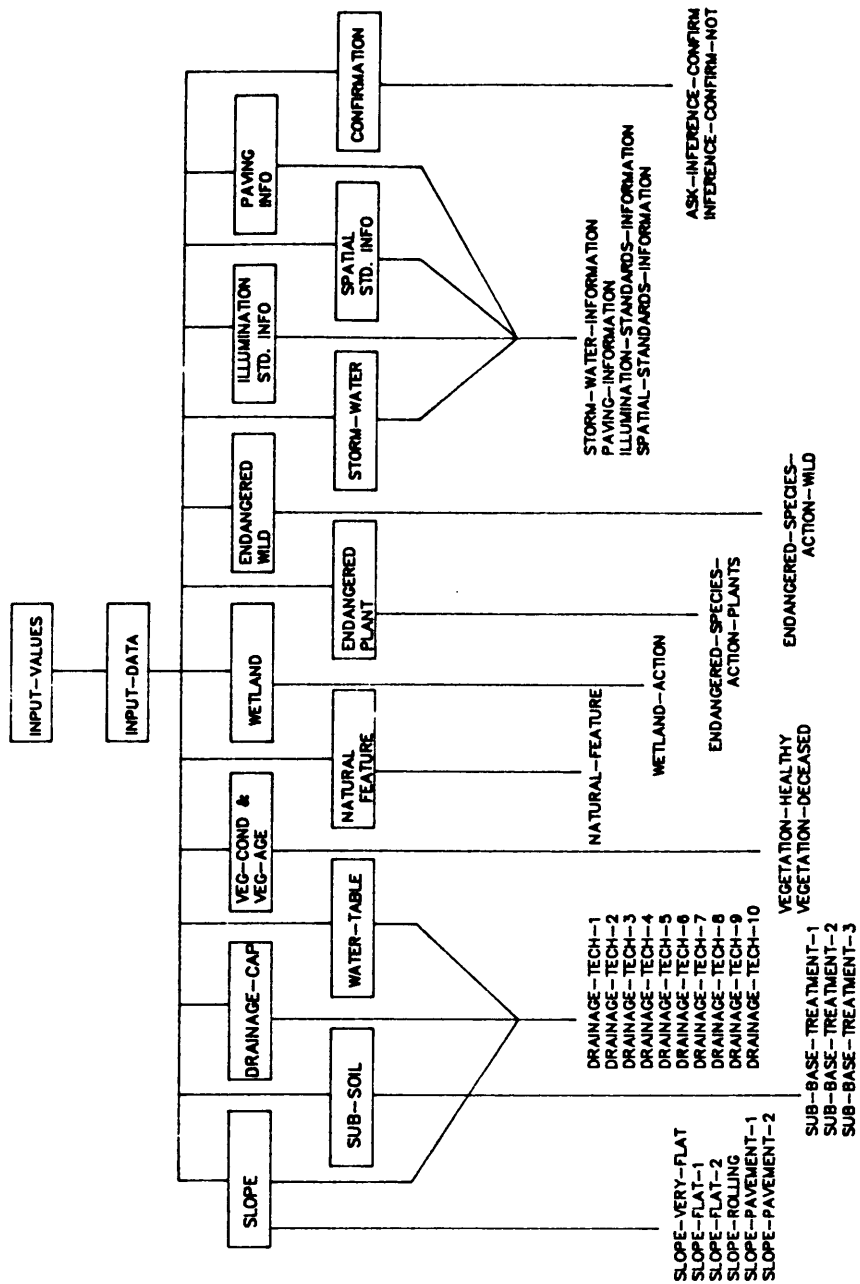 INPUT-VALUES
INPUT-DATA
SLOPE
SUB-SOIL
DRAINAGE-CAP
WATER-TABLE
VEG-COND &
VEG-AGE
NATURAL
FEATURE
WETLAND
ENDANGERED
PLANT
ENDANGERED
WILD
STORM-WATER
ILLUMINATION
STD. INFO
SPATIAL
STD. INFO
PAVING
INFO
CONFIRMATION
SLOPE-VERY-FLAT
SLOPE-FLAT-1
SLOPE-FLAT-2
SLOPE-ROLLING
SLOPE-PAVEMENT-1
SLOPE-PAVEMENT-2
SUB-BASE-TREATMENT-1
SUB-BASE-TREATMENT-2
SUB-BASE-TREATMENT-3
DRAINAGE-TECH-1
DRAINAGE-TECH-2
DRAINAGE-TECH-3
DRAINAGE-TECH-4
DRAINAGE-TECH-5
DRAINAGE-TECH-6
DRAINAGE-TECH-7
DRAINAGE-TECH-8
DRAINAGE-TECH-9
DRAINAGE-TECH-10
VEGETATION-HEALTHY
VEGETATION-DECEASED
NATURAL-FEATURE
WETLAND-ACTION
ENDANGERED-SPECIES-
ACTION-PLANTS
ENDANGERED-SPECIES-
ACTION-WILD
STORM-WATER-INFORMATION
PAVING-INFORMATION
ILLUMINATION-STANDARDS-INFORMATION
SPATIAL-STANDARDS-INFORMATION
ASK-INFERENCE-CONFIRM
INFERENCE-CONFIRM-NOT